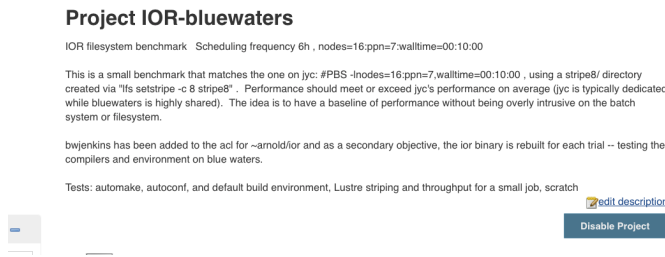 Project IOR-bluewaters
IOR filesystem benchmark Scheduling frequency 6h , nodes=16:ppn=7:walltime=00:10:00
This is a small benchmark that matches the one on jyc: #PBS -lnodes=16:ppn=7,walltime=00:10:00 , using a stripe8/ directory
created via "lfs setstripe -c 8 stripe8" . Performance should meet or exceed jyc's performance on average (jyc is typically dedicated
while bluewaters is highly shared). The idea is to have a baseline of performance without being overly intrusive on the batch
system or filesystem.
bwjenkins has been added to the acl for ~arnold/ior and as a secondary objective, the ior binary is rebuilt for each trial -- testing the
compilers and environment on blue waters.
Tests: automake, autoconf, and default build environment, Lustre striping and throughput for a small job, scratch
edit description
Disable Project